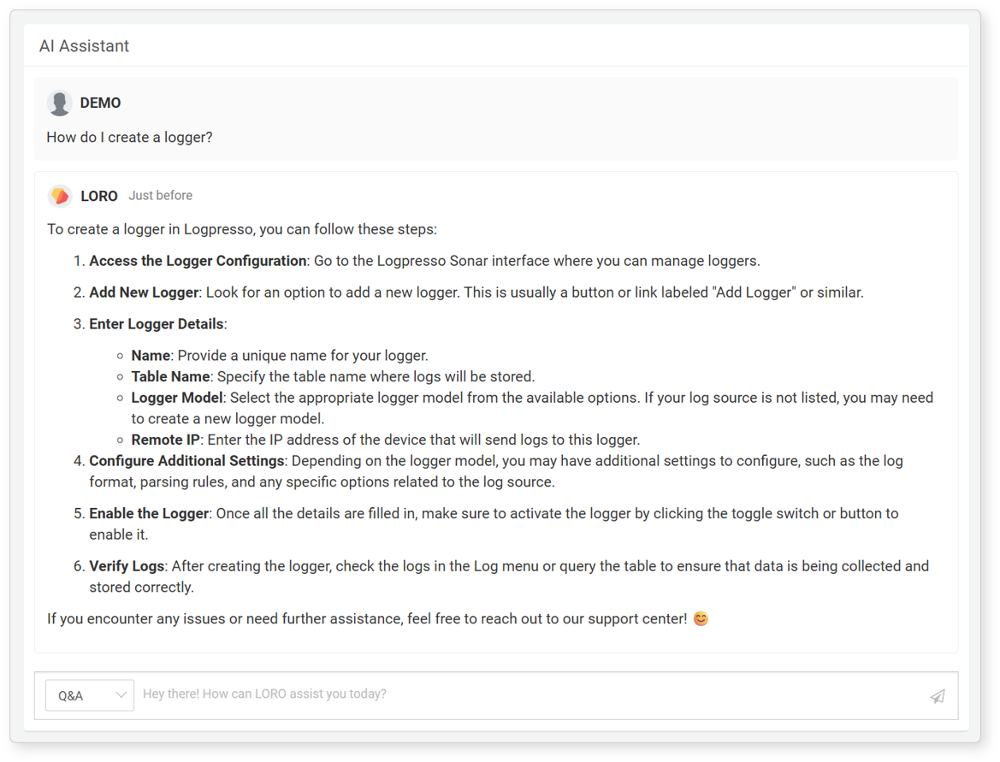 AI Assistant
DEMO
How do I create a logger?
LORO Just before
To create a logger in Logpresso, you can follow these steps:
1. Access the Logger Configuration: Go to the Logpresso Sonar interface where you can manage loggers.
2. Add New Logger: Look for an option to add a new logger. This is usually a button or link labeled "Add Logger" or similar.
3. Enter Logger Details:
Name: Provide a unique name for your logger.
Table Name: Specify the table name where logs will be stored.
Logger Model: Select the appropriate logger model from the available options. If your log source is not listed, you may need
to create a new logger model.
Remote IP: Enter the IP address of the device that will send logs to this logger.
4. Configure Additional Settings: Depending on the logger model, you may have additional settings to configure, such as the log
format, parsing rules, and any specific options related to the log source.
5. Enable the Logger: Once all the details are filled in, make sure to activate the logger by clicking the toggle switch or button to
enable it.
6. Verify Logs: After creating the logger, check the logs in the Log menu or query the table to ensure that data is being collected and
stored correctly.
If you encounter any issues or need further assistance, feel free to reach out to our support center! 😊
Q&A Hey there! How can LORO assist you today?